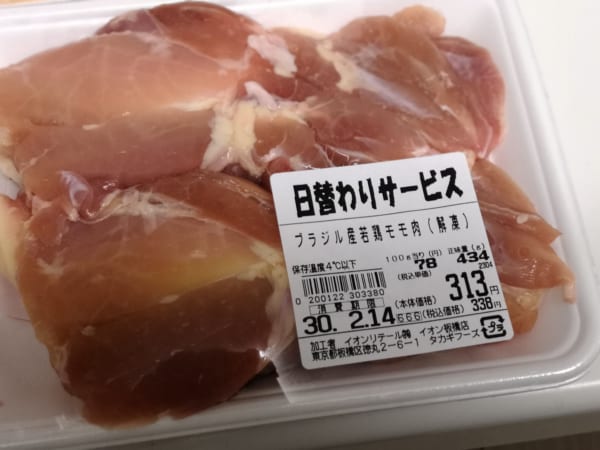 日替わりサービス
ブラジル産若鶏モモ肉(解凍)
保存温度4℃以下
100g当り(円) 正味量(g)
78 434
(税込単価) 2304
0 200122 303380
消費期限
(本体価格) 313円
30. 2.14 666(税込価格) 338円
加工者 イオンリテール㈱ イオン板橋店
東京都板橋区徳丸2-6-1 タカギフーズ
プラ